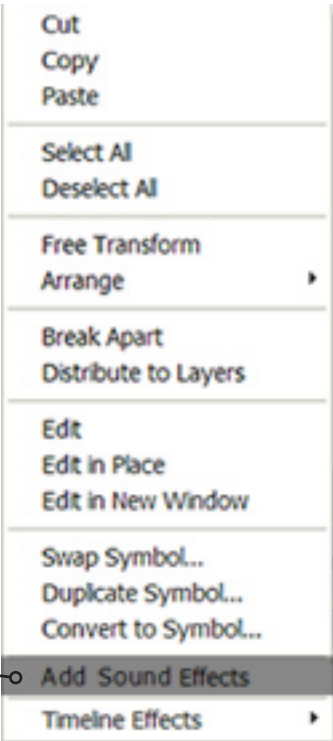 Cut
Copy
Paste
Select All
Deselect All
Free Transform
Arrange
Break Apart
Distribute to Layers
Edit
Edit in Place
Edit in New Window
Swap Symbol...
Duplicate Symbol...
Convert to Symbol...
Add Sound Effects
Timeline Effects